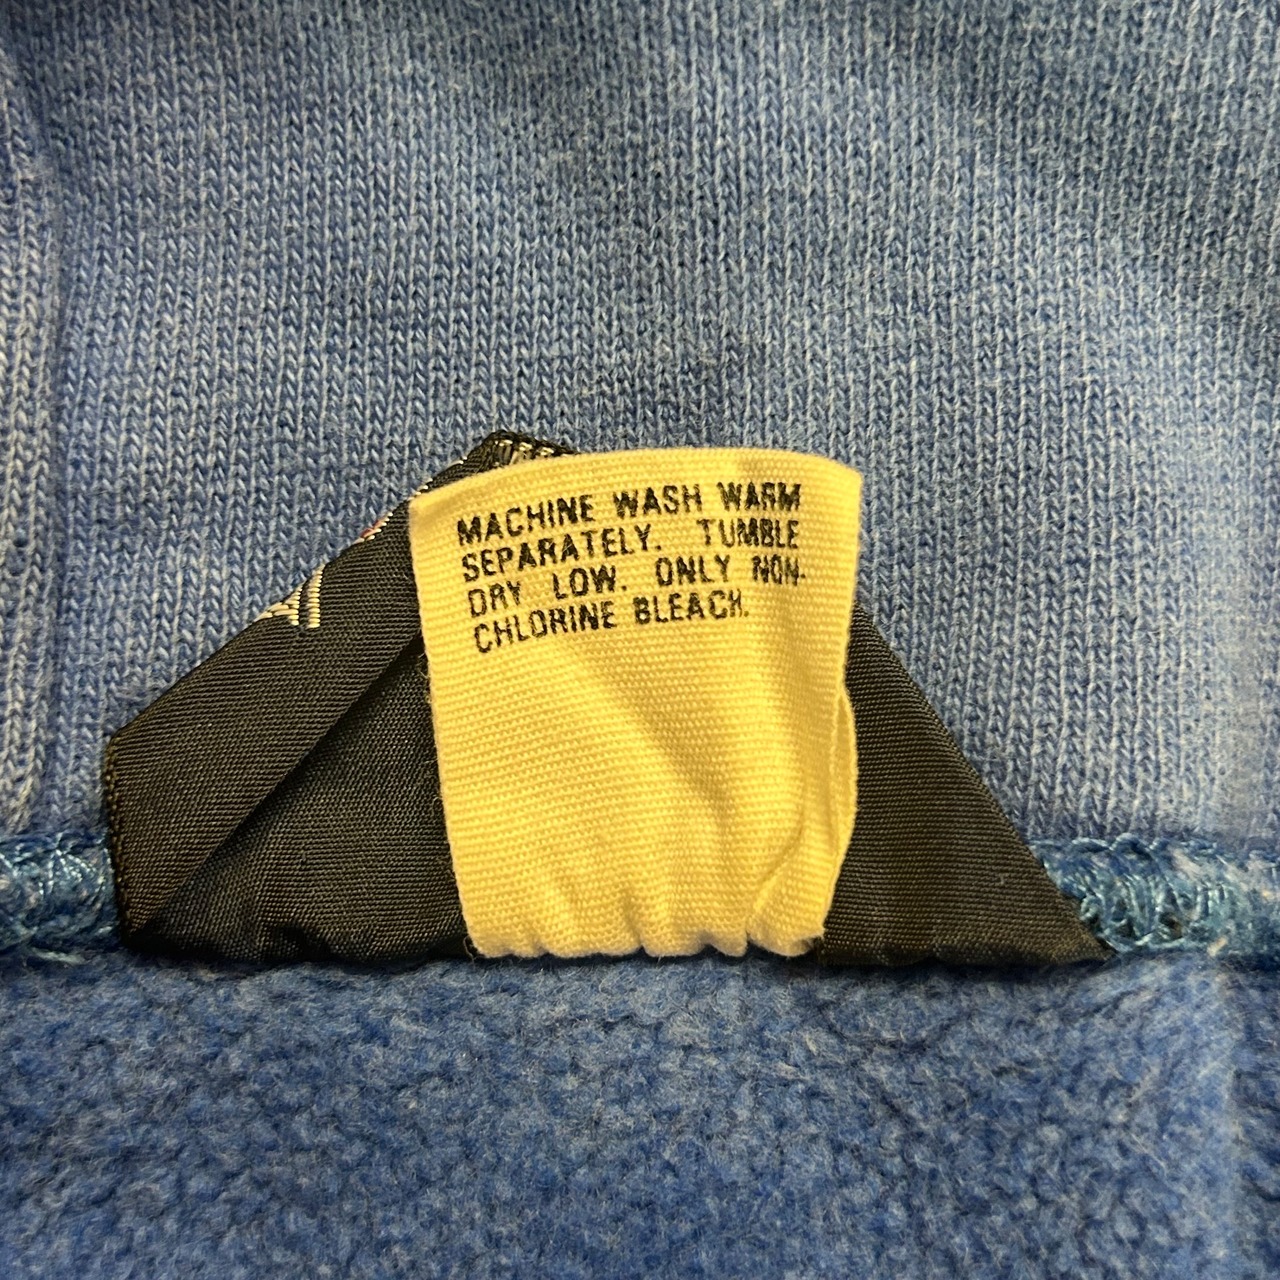 MACHINE WASH WARM
SEPARATELY. TUMBLE
DRY LOW. ONLY NON-
CHLORINE BLEACH.